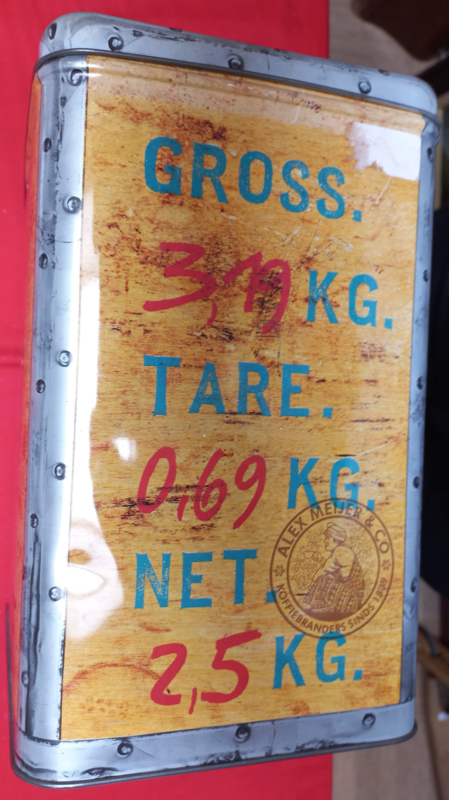 GROSS.
3,19 KG.
TARE.
0,69 KG.
NET.
2,5 KG.
ALEX MEIJER & CO
KOFFIEBRANDERS SINDS 1899